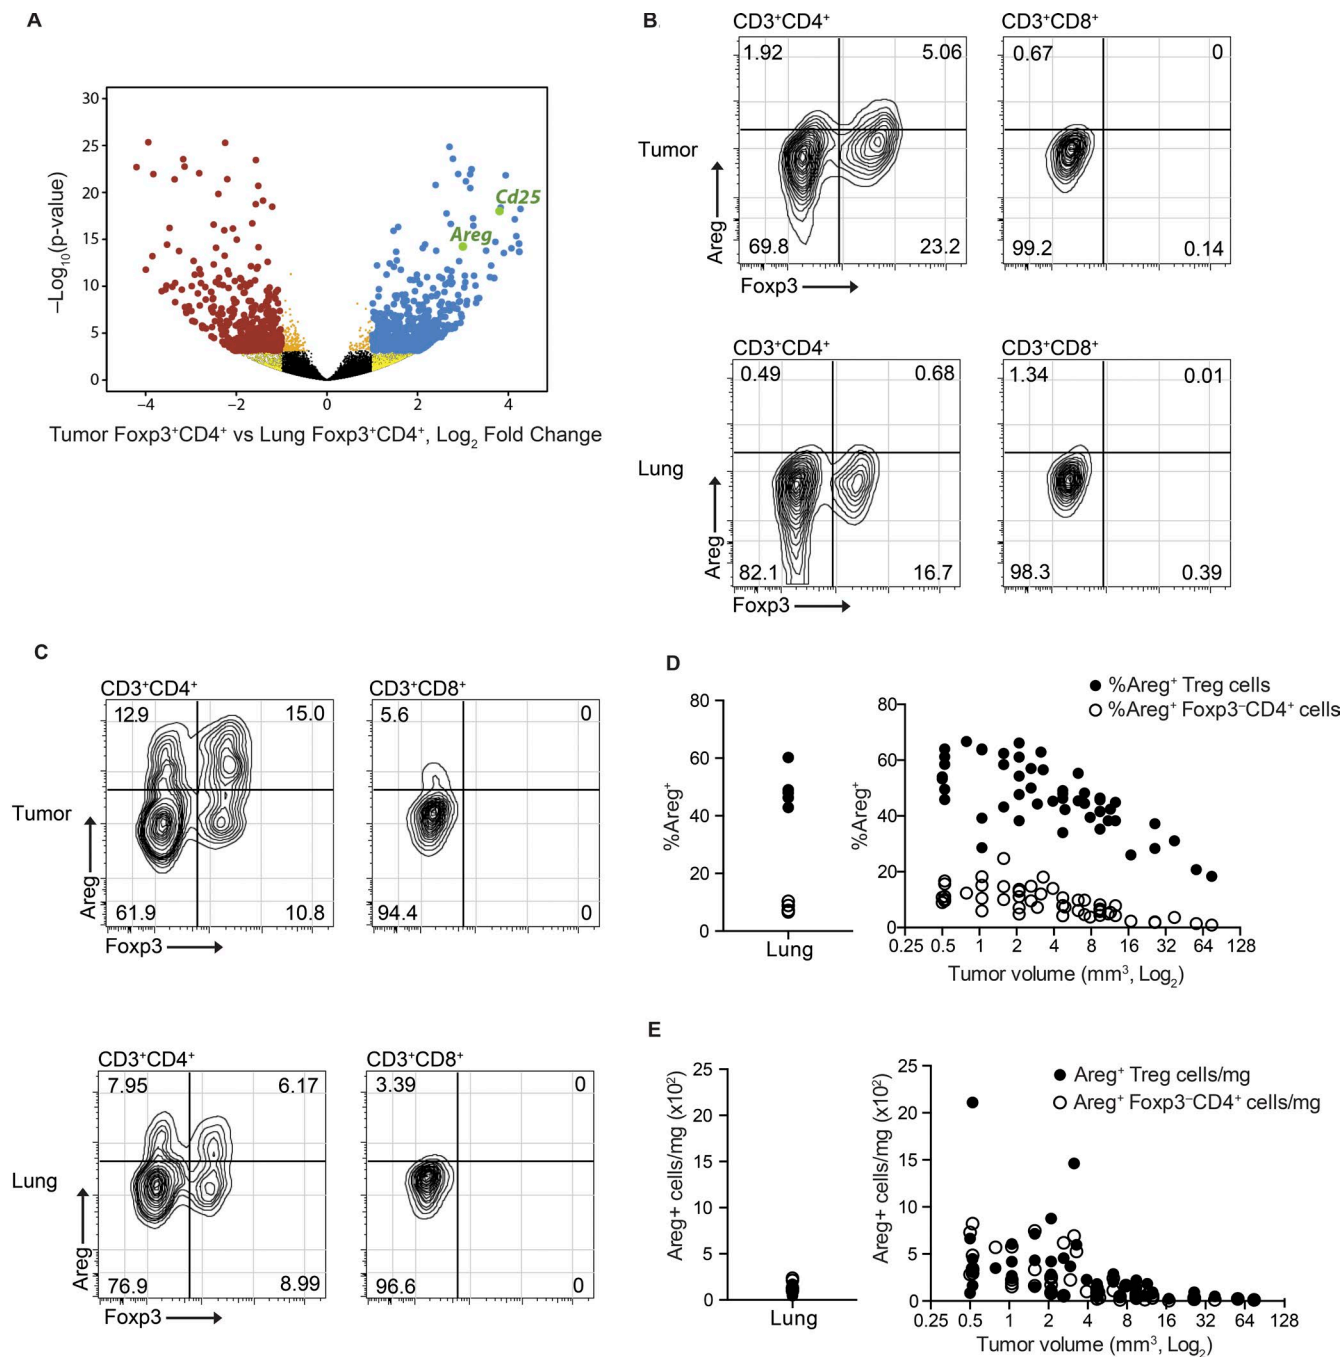 A
30
25
20
15
10
5
0
–Log10(p-value)
Cd25
Areg
−4
−2
0
2
4
Tumor Foxp3+CD4+ vs Lung Foxp3+CD4+, Log2 Fold Change
B.
CD3+CD4+
CD3+CD8+
1.92
5.06
0.67
0
Tumor
Areg
69.8
23.2
99.2
0.14
Foxp3
CD3+CD4+
CD3+CD8+
0.49
0.68
1.34
0.01
Lung
Areg
82.1
16.7
98.3
0.39
Foxp3
C
CD3+CD4+
CD3+CD8+
12.9
15.0
5.6
0
Tumor
Areg
61.9
10.8
94.4
0
Foxp3
CD3+CD4+
CD3+CD8+
7.95
6.17
3.39
0
Lung
Areg
76.9
8.99
96.6
0
Foxp3
D
%Areg+
80
60
40
20
0
Lung
%Areg+ Treg cells
%Areg+ Foxp3–CD4+ cells
%Areg+
80
60
40
20
0
0.25 0.5 1 2 4 8 16 32 64 128
Tumor volume (mm3, Log2)
E
Areg+ cells/mg (x102)
25
20
15
10
5
0
Lung
Areg+ Treg cells/mg
Areg+ Foxp3–CD4+ cells/mg
Areg+ cells/mg (x102)
25
20
15
10
5
0
0.25 0.5 1 2 4 8 16 32 64 128
Tumor volume (mm3, Log2)